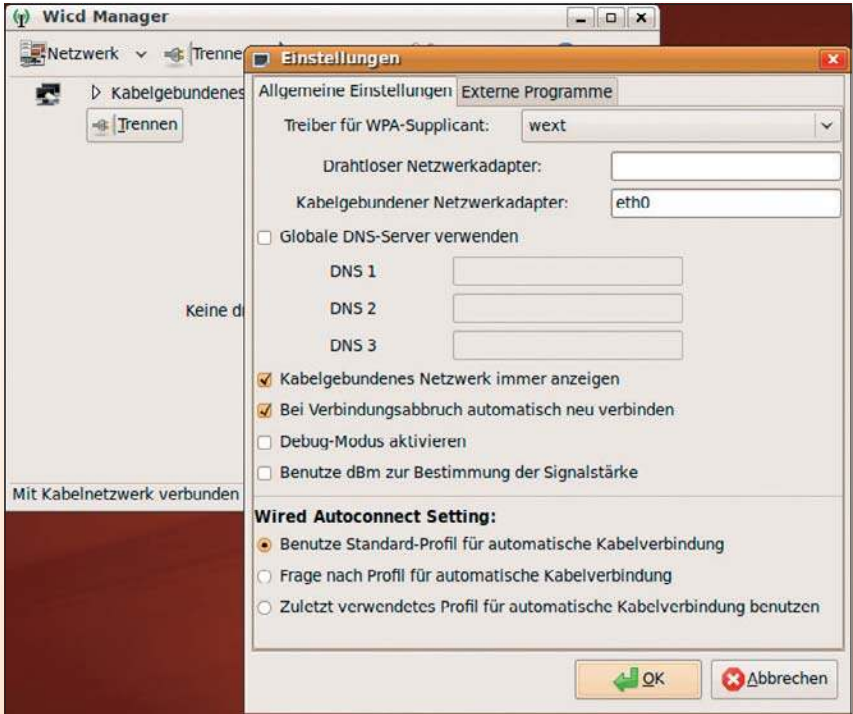 Wicd Manager
Netzwerk Trenne
Kabelgebundenes
Trennen
Keine
Mit Kabelnetzwerk verbunden
Einstellungen
Allgemeine Einstellungen Externe Programme
Treiber für WPA-Supplicant: wext
Drahtloser Netzwerkadapter:
Kabelgebundener Netzwerkadapter: eth0
Globale DNS-Server verwenden
DNS 1
DNS 2
DNS 3
Kabelgebundenes Netzwerk immer anzeigen
Bei Verbindungsabbruch automatisch neu verbinden
Debug-Modus aktivieren
Benutze dBm zur Bestimmung der Signalstärke
Wired Autoconnect Setting:
Benutze Standard-Profil für automatische Kabelverbindung
Frage nach Profil für automatische Kabelverbindung
Zuletzt verwendetes Profil für automatische Kabelverbindung benutzen
OK Abbrechen